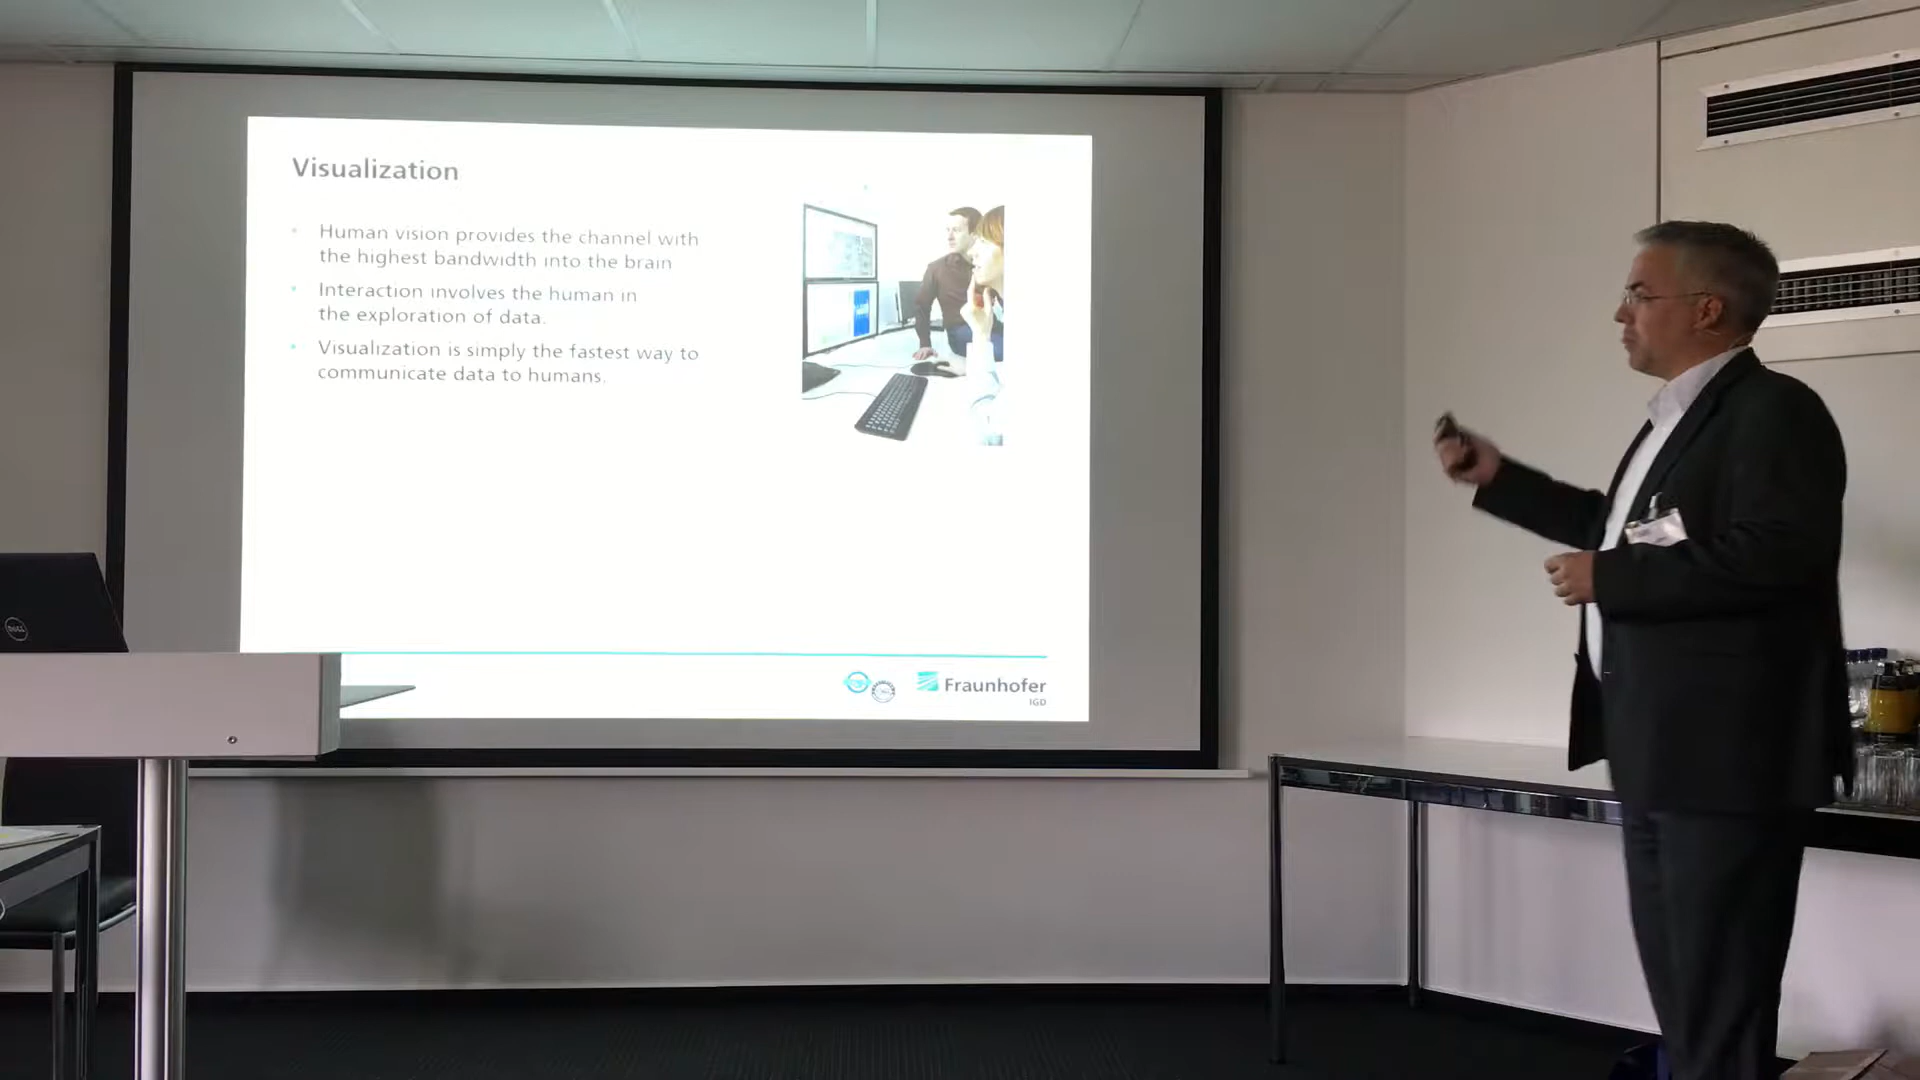 Visualization
Human vision provides the channel with
the highest bandwidth into the brain
Interaction involves the human in
the exploration of data.
Visualization is simply the fastest way to
communicate data to humans.
Fraunhofer
IGD
DELL